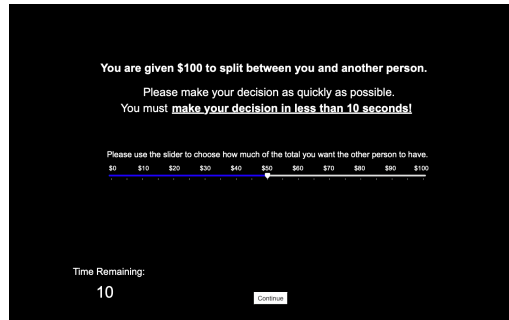 You are given $100 to split between you and another person.
Please make your decision as quickly as possible.
You must make your decision in less than 10 seconds!
Please use the slider to choose how much of the total you want the other person to have.
$0 $10 $20 $30 $40 $50 $60 $70 $80 $90 $100
Time Remaining:
10
Continue